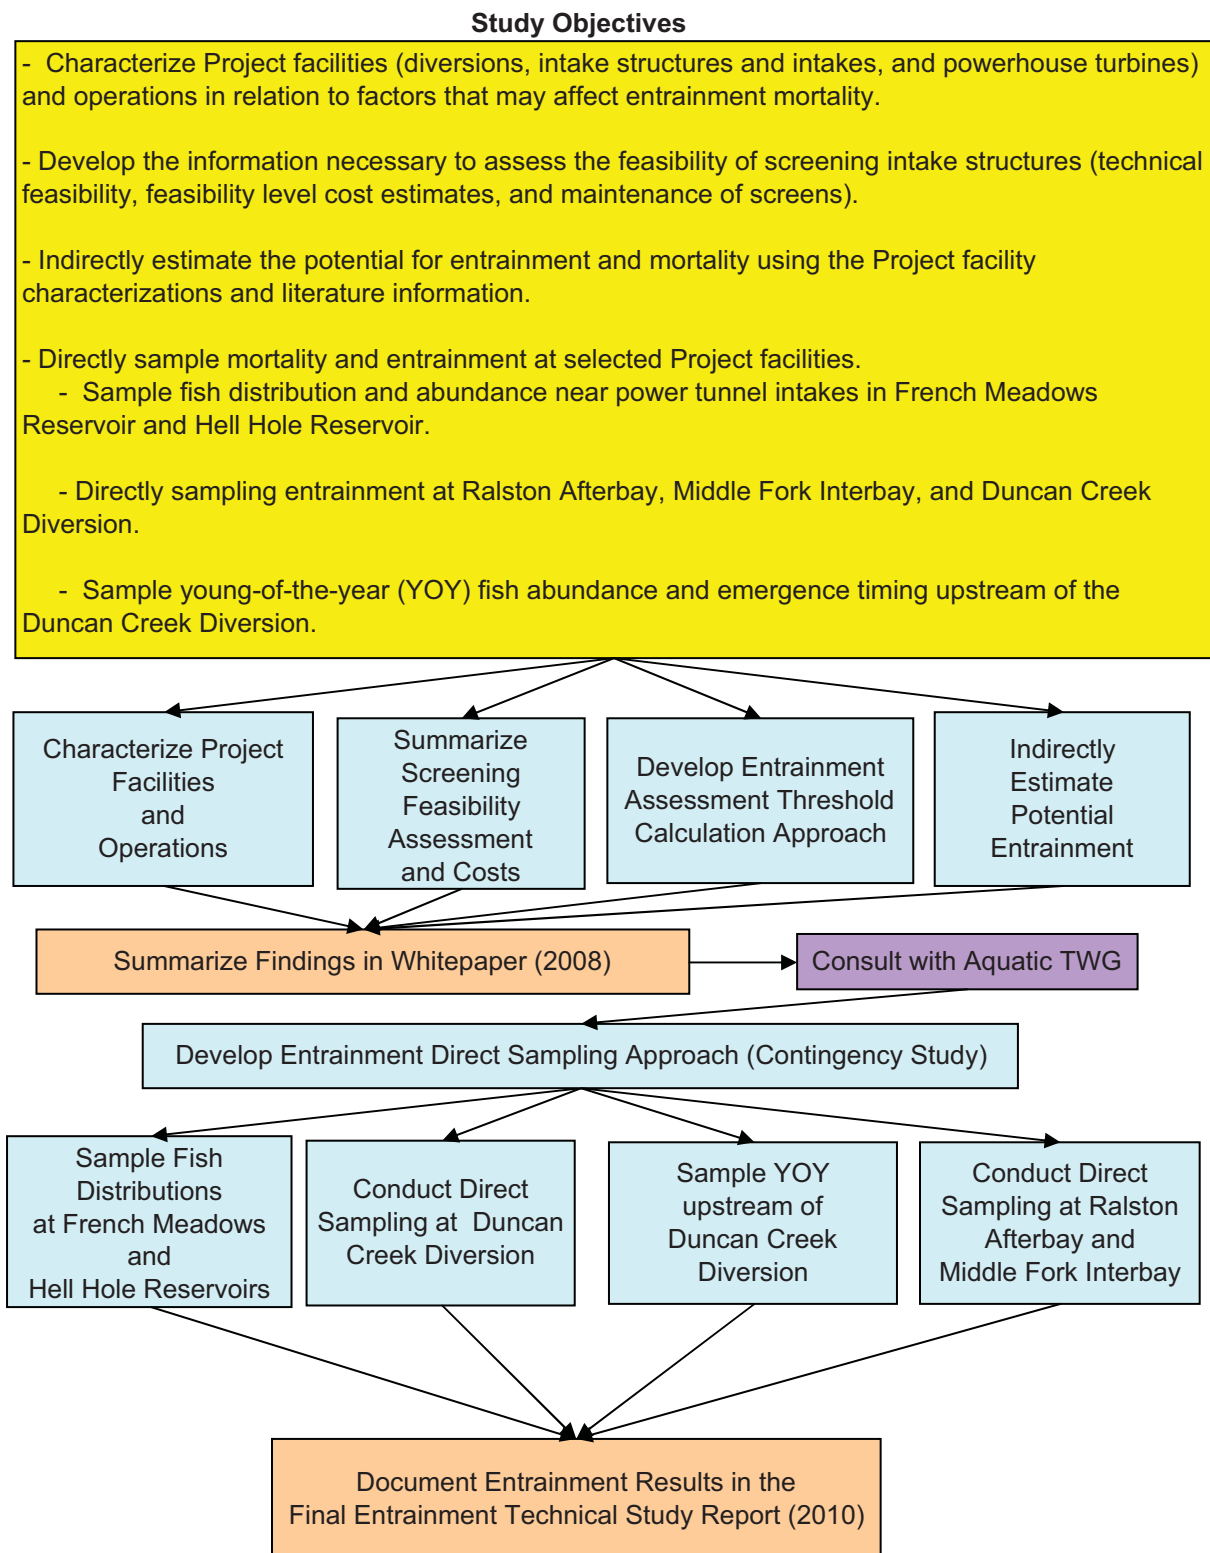 Study Objectives
- Characterize Project facilities (diversions, intake structures and intakes, and powerhouse turbines)
and operations in relation to factors that may affect entrainment mortality.
- Develop the information necessary to assess the feasibility of screening intake structures (technical
feasibility, feasibility level cost estimates, and maintenance of screens).
- Indirectly estimate the potential for entrainment and mortality using the Project facility
characterizations and literature information.
- Directly sample mortality and entrainment at selected Project facilities.
- Sample fish distribution and abundance near power tunnel intakes in French Meadows
Reservoir and Hell Hole Reservoir.
- Directly sampling entrainment at Ralston Afterbay, Middle Fork Interbay, and Duncan Creek
Diversion.
- Sample young-of-the-year (YOY) fish abundance and emergence timing upstream of the
Duncan Creek Diversion.
Characterize Project
Facilities
and
Operations
Summarize
Screening
Feasibility
Assessment
and Costs
Develop Entrainment
Assessment Threshold
Calculation Approach
Indirectly
Estimate
Potential
Entrainment
Summarize Findings in Whitepaper (2008)
Consult with Aquatic TWG
Develop Entrainment Direct Sampling Approach (Contingency Study)
Sample Fish
Distributions
at French Meadows
and
Hell Hole Reservoirs
Conduct Direct
Sampling at Duncan
Creek Diversion
Sample YOY
upstream of
Duncan Creek
Diversion
Conduct Direct
Sampling at Ralston
Afterbay and
Middle Fork Interbay
Document Entrainment Results in the
Final Entrainment Technical Study Report (2010)